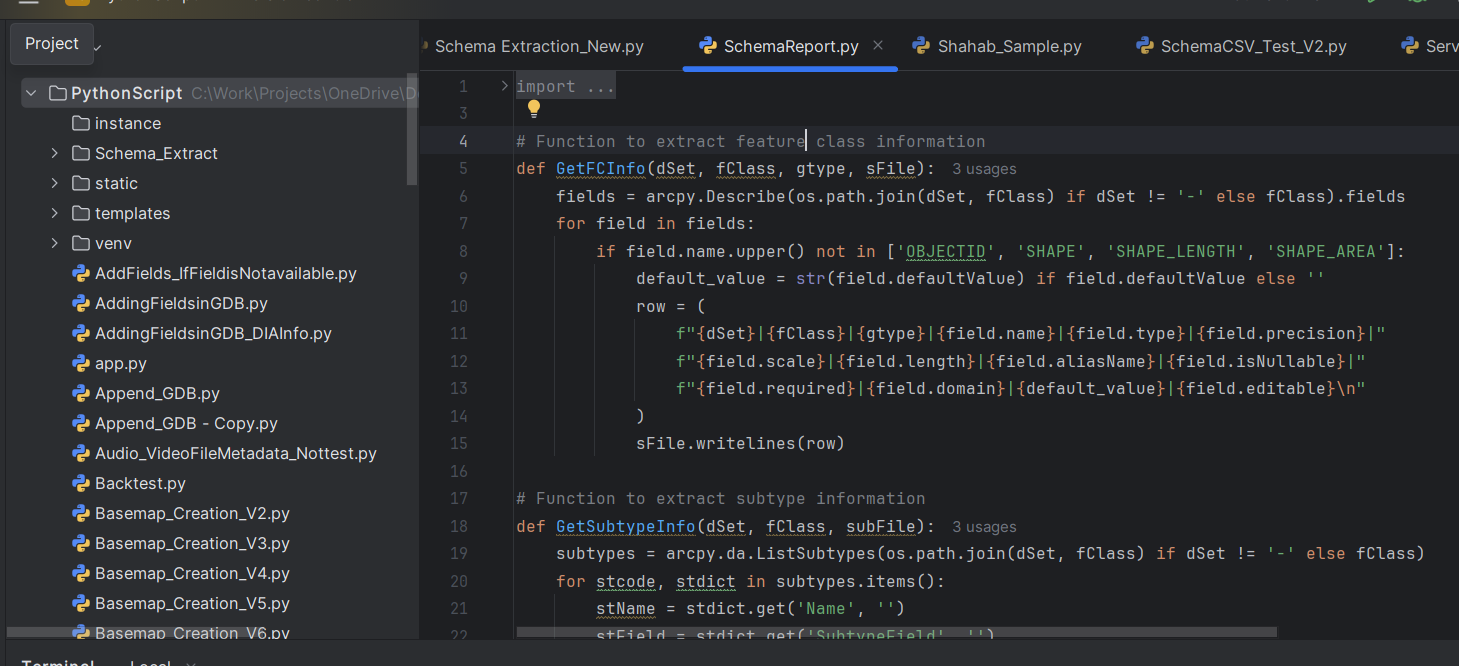 Project
Schema Extraction_New.py
SchemaReport.py
Shahab_Sample.py
SchemaCSV_Test_V2.py
Serv
PythonScript C:\Work\Projects\OneDrive\D
instance
Schema_Extract
static
templates
venv
AddFields_IfFieldisNotavailable.py
AddingFieldsinGDB.py
AddingFieldsinGDB_DIAInfo.py
app.py
Append_GDB.py
Append_GDB - Copy.py
Audio_VideoFileMetadata_Nottest.py
Backtest.py
Basemap_Creation_V2.py
Basemap_Creation_V3.py
Basemap_Creation_V4.py
Basemap_Creation_V5.py
Basemap_Creation_V6.py
1 import ...
3
4 # Function to extract feature class information
5 def GetFCInfo(dSet, fClass, gtype, sFile): 3 usages
6 fields = arcpy.Describe(os.path.join(dSet, fClass) if dSet != '-' else fClass).fields
7 for field in fields:
8 if field.name.upper() not in ['OBJECTID', 'SHAPE', 'SHAPE_LENGTH', 'SHAPE_AREA']:
9 default_value = str(field.defaultValue) if field.defaultValue else ''
10 row = (
11 f"{dSet}|{fClass}|{gtype}|{field.name}|{field.type}|{field.precision}|"
12 f"{field.scale}|{field.length}|{field.aliasName}|{field.isNullable}|"
13 f"{field.required}|{field.domain}|{default_value}|{field.editable}\n"
14 )
15 sFile.writelines(row)
16
17 # Function to extract subtype information
18 def GetSubtypeInfo(dSet, fClass, subFile): 3 usages
19 subtypes = arcpy.da.ListSubtypes(os.path.join(dSet, fClass) if dSet != '-' else fClass)
20 for stcode, stdict in subtypes.items():
21 stName = stdict.get('Name', '')
22 stField = stdict.get('SubtypeField', '')
Terminal Local